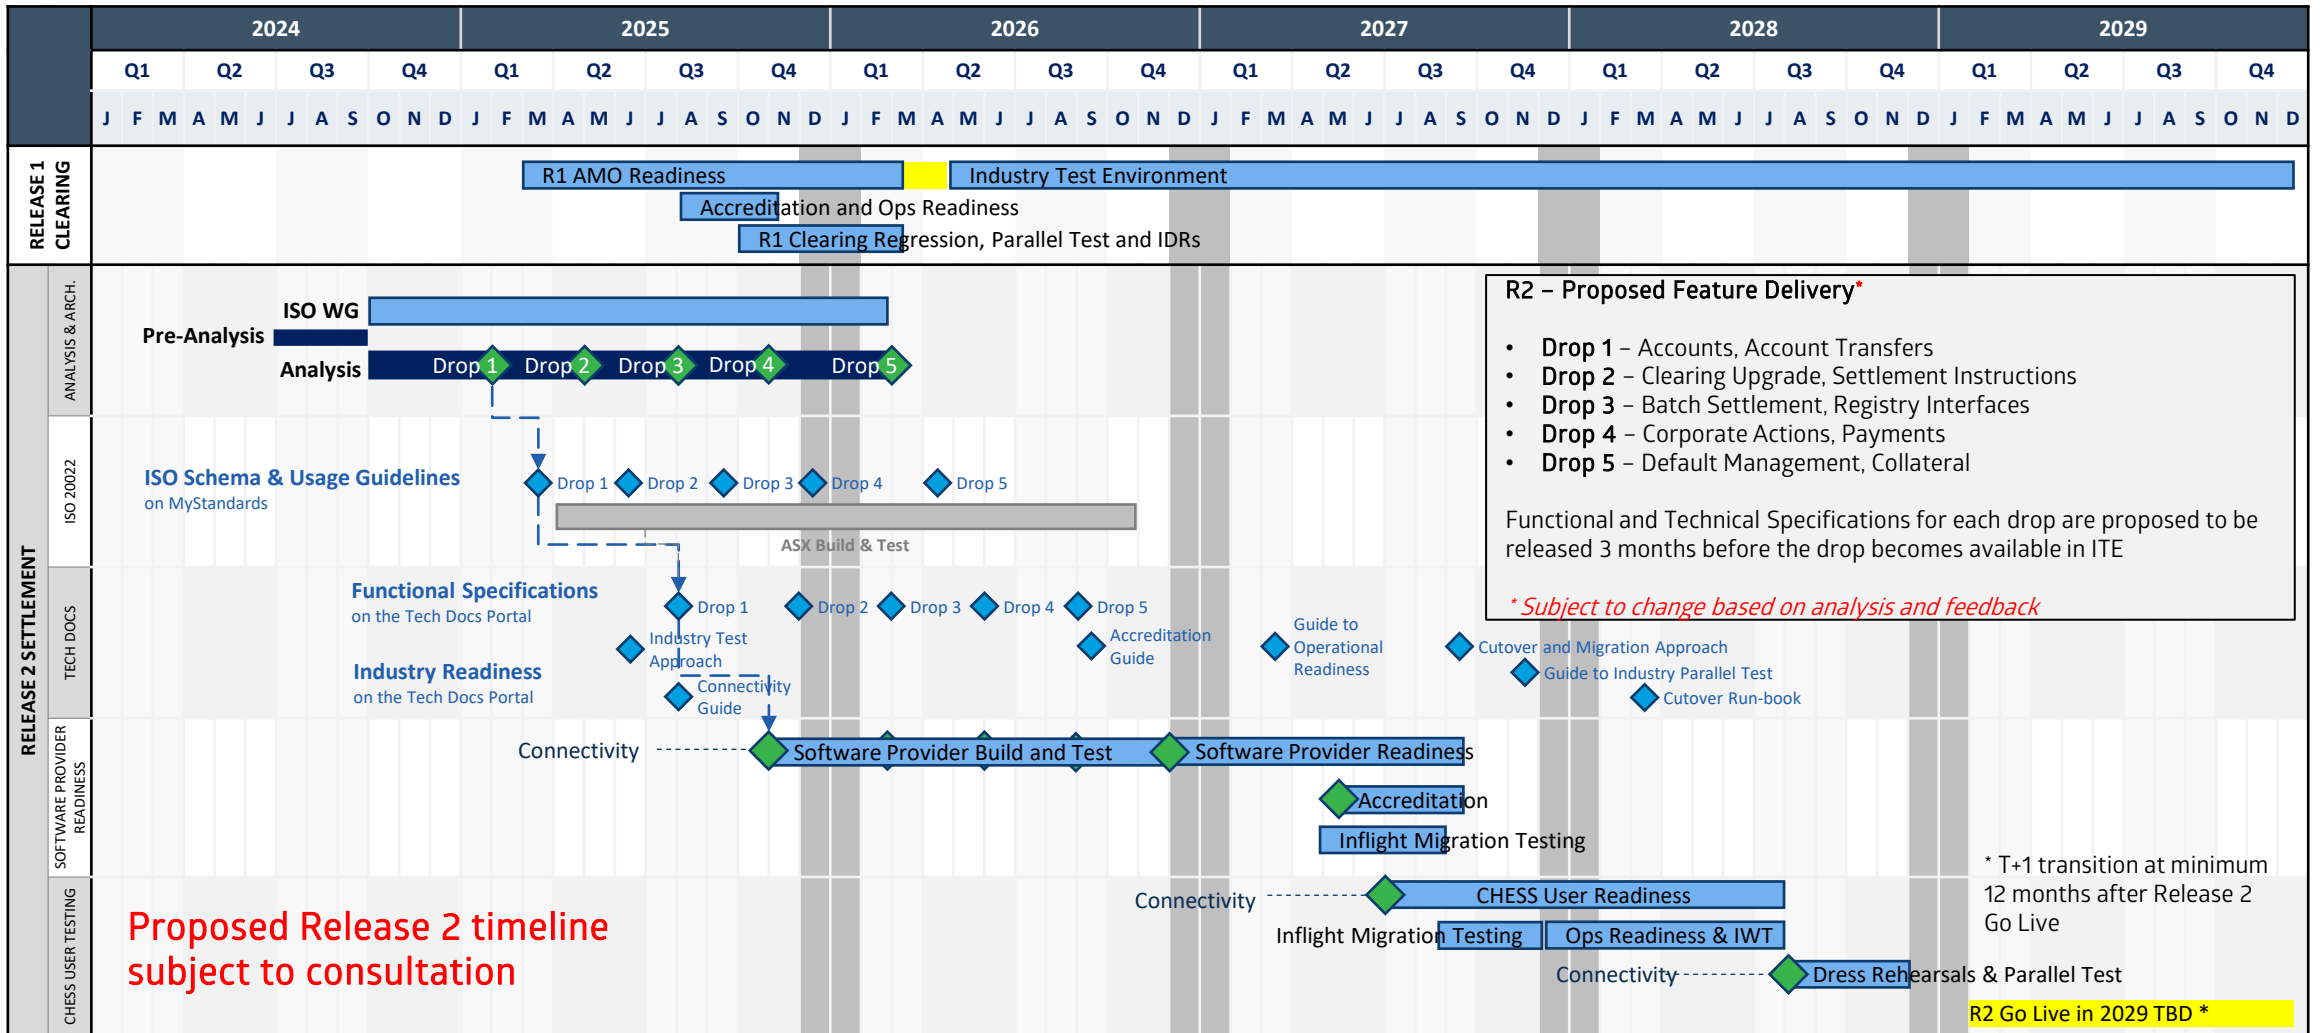 2024 2025 2026 2027 2028 2029
Q1 Q2 Q3 Q4 Q1 Q2 Q3 Q4 Q1 Q2 Q3 Q4 Q1 Q2 Q3 Q4 Q1 Q2 Q3 Q4 Q1 Q2 Q3 Q4
J F M A M J J A S O N D J F M A M J J A S O N D J F M A M J J A S O N D J F M A M J J A S O N D J F M A M J J A S O N D J F M A M J J A S O N D
RELEASE 1
CLEARING
R1 AMO Readiness
Industry Test Environment
Accreditation and Ops Readiness
R1 Clearing Regression, Parallel Test and IDRs
RELEASE 2 SETTLEMENT
ANALYSIS & ARCH.
ISO WG
Pre-Analysis
Analysis
Drop 1 Drop 2 Drop 3 Drop 4 Drop 5
R2 – Proposed Feature Delivery*
• Drop 1 – Accounts, Account Transfers
• Drop 2 – Clearing Upgrade, Settlement Instructions
• Drop 3 – Batch Settlement, Registry Interfaces
• Drop 4 – Corporate Actions, Payments
• Drop 5 – Default Management, Collateral
Functional and Technical Specifications for each drop are proposed to be
released 3 months before the drop becomes available in ITE
* Subject to change based on analysis and feedback
ISO 20022
ISO Schema & Usage Guidelines
on MyStandards
Drop 1 Drop 2 Drop 3 Drop 4 Drop 5
ASX Build & Test
TECH DOCS
Functional Specifications
on the Tech Docs Portal
Drop 1 Drop 2 Drop 3 Drop 4 Drop 5
Industry Readiness
on the Tech Docs Portal
Industry Test
Approach
Connectivity
Guide
Accreditation
Guide
Guide to
Operational
Readiness
Cutover and Migration Approach
Guide to Industry Parallel Test
Cutover Run-book
SOFTWARE PROVIDER
READINESS
Connectivity
Software Provider Build and Test
Software Provider Readiness
Accreditation
Inflight Migration Testing
CHESS USER TESTING
Proposed Release 2 timeline
subject to consultation
Connectivity
CHESS User Readiness
Inflight Migration Testing
Ops Readiness & IWT
Connectivity
Dress Rehearsals & Parallel Test
* T+1 transition at minimum
12 months after Release 2
Go Live
R2 Go Live in 2029 TBD *